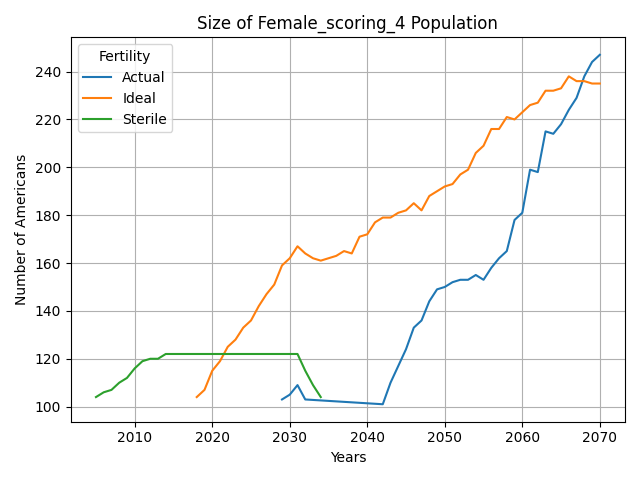 Size of Female_scoring_4 Population
Fertility
Actual
Ideal
Sterile
Number of Americans
240
220
200
180
160
140
120
100
2010
2020
2030
2040
2050
2060
2070
Years